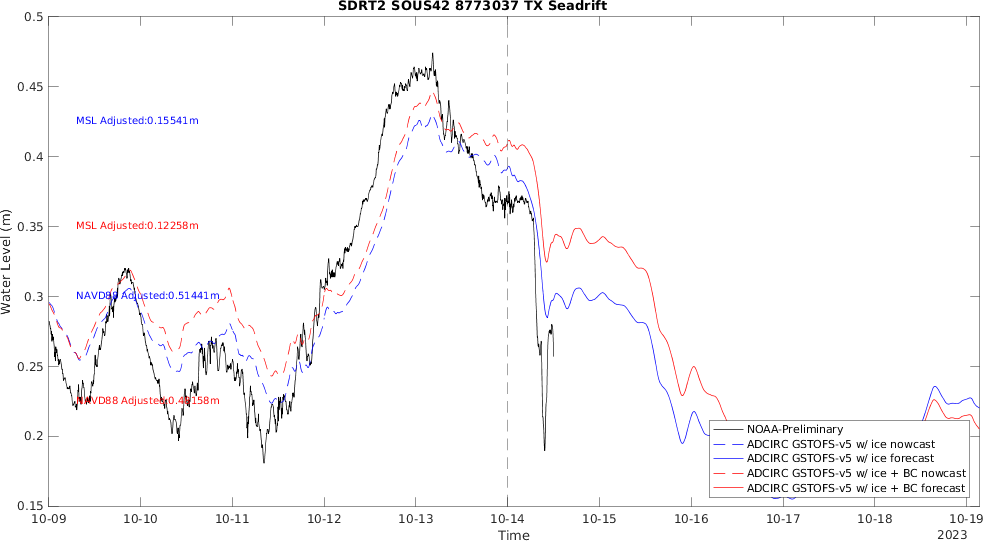 SDRT2 SOUS42 8773037 TX Seadrift
0.5
0.45
0.4
0.35
0.3
0.25
0.2
0.15
Water Level (m)
MSL Adjusted:0.15541m
MSL Adjusted:0.12258m
NAVD88 Adjusted:0.51441m
NAVD88 Adjusted:0.48158m
NOAA-Preliminary
ADCIRC GSTOFS-v5 w/ ice nowcast
ADCIRC GSTOFS-v5 w/ ice forecast
ADCIRC GSTOFS-v5 w/ ice + BC nowcast
ADCIRC GSTOFS-v5 w/ ice + BC forecast
10-09 10-10 10-11 10-12 10-13 10-14 10-15 10-16 10-17 10-18 10-19
Time
2023